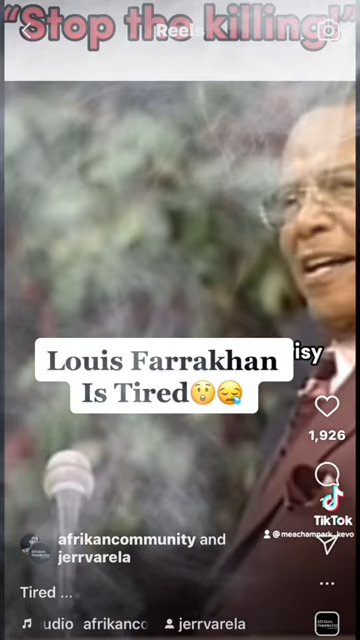 “Stop the killing!”
Reels
isy
Louis Farrakhan
Is Tired😲😪
1,926
TikTok
@meachampark_kevo
afrikancommunity and
jerrvarela
Tired ...
udio afrikanco
jerrvarela